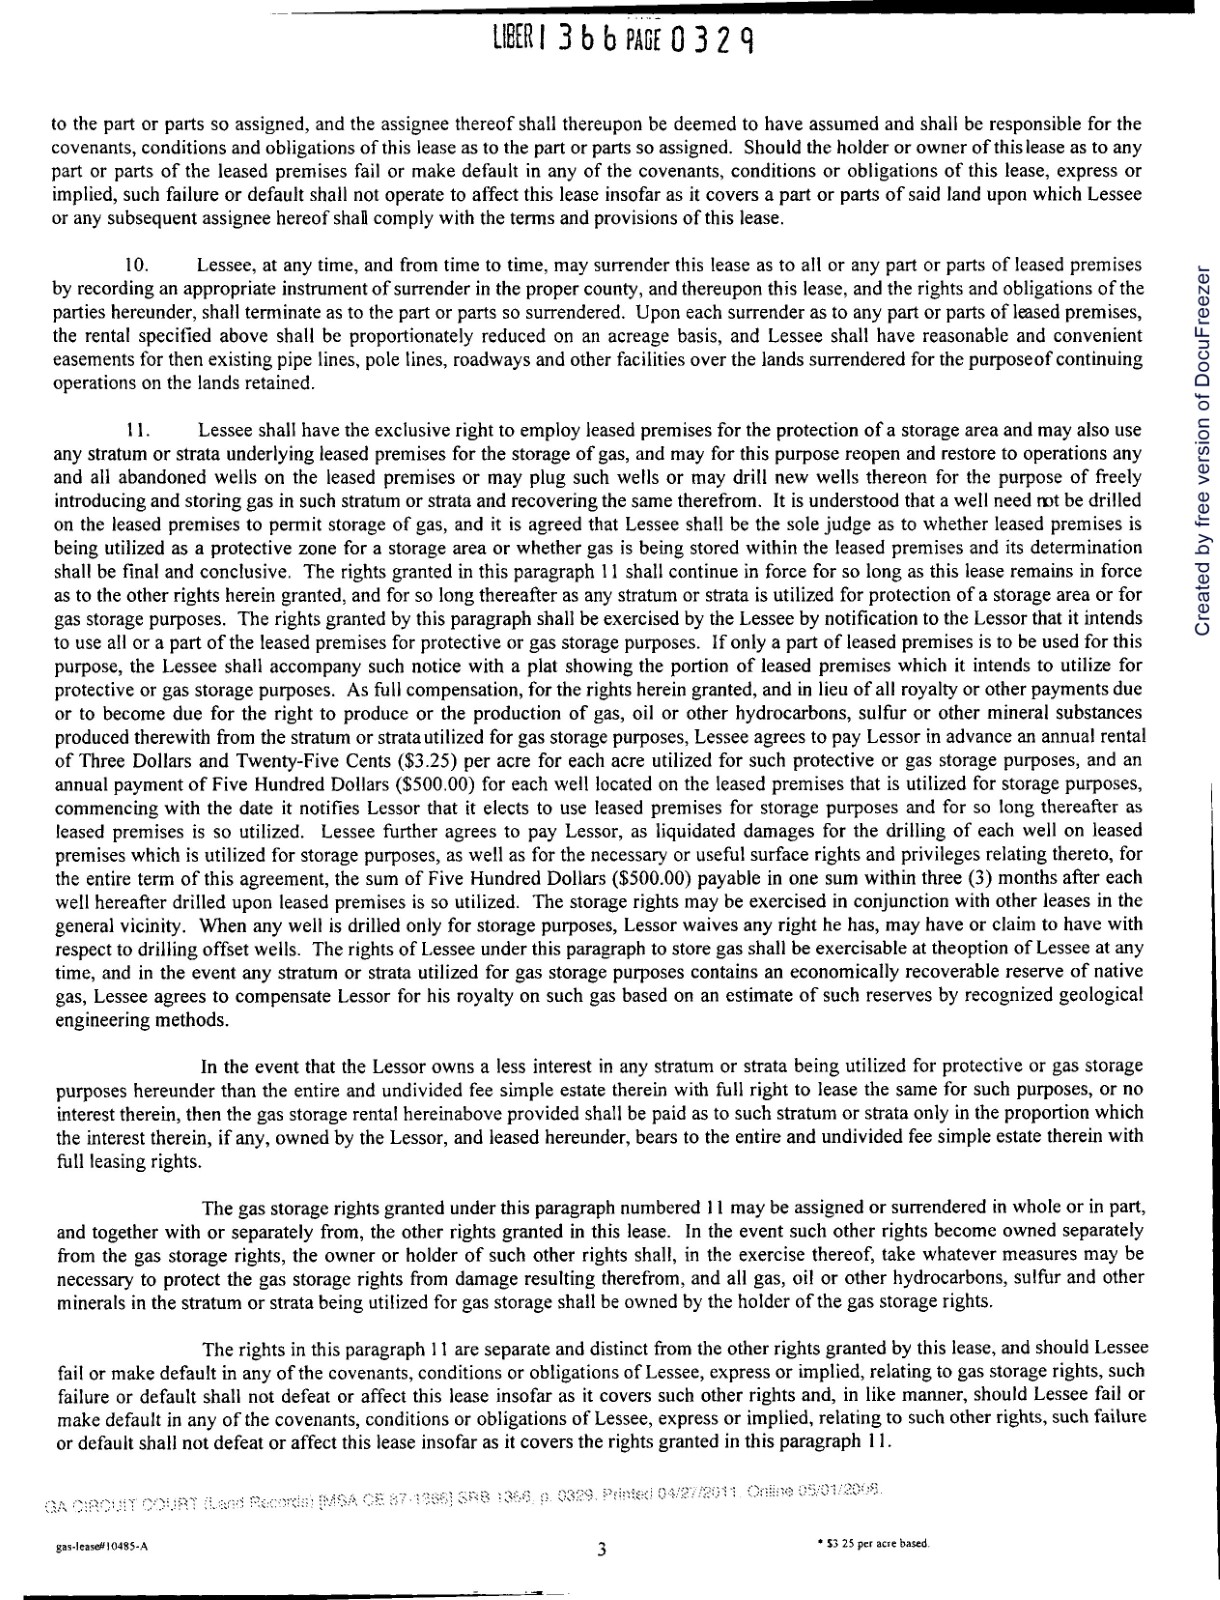 LIBER 1366 PAGE 0329
to the part or parts so assigned, and the assignee thereof shall thereupon be deemed to have assumed and shall be responsible for the
covenants, conditions and obligations of this lease as to the part or parts so assigned. Should the holder or owner of this lease as to any
part or parts of the leased premises fail or make default in any of the covenants, conditions or obligations of this lease, express or
implied, such failure or default shall not operate to affect this lease insofar as it covers a part or parts of said land upon which Lessee
or any subsequent assignee hereof shall comply with the terms and provisions of this lease.
10. Lessee, at any time, and from time to time, may surrender this lease as to all or any part or parts of leased premises
by recording an appropriate instrument of surrender in the proper county, and thereupon this lease, and the rights and obligations of the
parties hereunder, shall terminate as to the part or parts so surrendered. Upon each surrender as to any part or parts of leased premises,
the rental specified above shall be proportionately reduced on an acreage basis, and Lessee shall have reasonable and convenient
easements for then existing pipe lines, pole lines, roadways and other facilities over the lands surrendered for the purpose of continuing
operations on the lands retained.
11. Lessee shall have the exclusive right to employ leased premises for the protection of a storage area and may also use
any stratum or strata underlying leased premises for the storage of gas, and may for this purpose reopen and restore to operations any
and all abandoned wells on the leased premises or may plug such wells or may drill new wells thereon for the purpose of freely
introducing and storing gas in such stratum or strata and recovering the same therefrom. It is understood that a well need not be drilled
on the leased premises to permit storage of gas, and it is agreed that Lessee shall be the sole judge as to whether leased premises is
being utilized as a protective zone for a storage area or whether gas is being stored within the leased premises and its determination
shall be final and conclusive. The rights granted in this paragraph 11 shall continue in force for so long as this lease remains in force
as to the other rights herein granted, and for so long thereafter as any stratum or strata is utilized for protection of a storage area or for
gas storage purposes. The rights granted by this paragraph shall be exercised by the Lessee by notification to the Lessor that it intends
to use all or a part of the leased premises for protective or gas storage purposes. If only a part of leased premises is to be used for this
purpose, the Lessee shall accompany such notice with a plat showing the portion of leased premises which it intends to utilize for
protective or gas storage purposes. As full compensation, for the rights herein granted, and in lieu of all royalty or other payments due
or to become due for the right to produce or the production of gas, oil or other hydrocarbons, sulfur or other mineral substances
produced therewith from the stratum or strata utilized for gas storage purposes, Lessee agrees to pay Lessor in advance an annual rental
of Three Dollars and Twenty-Five Cents ($3.25) per acre for each acre utilized for such protective or gas storage purposes, and an
annual payment of Five Hundred Dollars ($500.00) for each well located on the leased premises that is utilized for storage purposes,
commencing with the date it notifies Lessor that it elects to use leased premises for storage purposes and for so long thereafter as
leased premises is so utilized. Lessee further agrees to pay Lessor, as liquidated damages for the drilling of each well on leased
premises which is utilized for storage purposes, as well as for the necessary or useful surface rights and privileges relating thereto, for
the entire term of this agreement, the sum of Five Hundred Dollars ($500.00) payable in one sum within three (3) months after each
well hereafter drilled upon leased premises is so utilized. The storage rights may be exercised in conjunction with other leases in the
general vicinity. When any well is drilled only for storage purposes, Lessor waives any right he has, may have or claim to have with
respect to drilling offset wells. The rights of Lessee under this paragraph to store gas shall be exercisable at the option of Lessee at any
time, and in the event any stratum or strata utilized for gas storage purposes contains an economically recoverable reserve of native
gas, Lessee agrees to compensate Lessor for his royalty on such gas based on an estimate of such reserves by recognized geological
engineering methods.
In the event that the Lessor owns a less interest in any stratum or strata being utilized for protective or gas storage
purposes hereunder than the entire and undivided fee simple estate therein with full right to lease the same for such purposes, or no
interest therein, then the gas storage rental hereinabove provided shall be paid as to such stratum or strata only in the proportion which
the interest therein, if any, owned by the Lessor, and leased hereunder, bears to the entire and undivided fee simple estate therein with
full leasing rights.
The gas storage rights granted under this paragraph numbered 11 may be assigned or surrendered in whole or in part,
and together with or separately from, the other rights granted in this lease. In the event such other rights become owned separately
from the gas storage rights, the owner or holder of such other rights shall, in the exercise thereof, take whatever measures may be
necessary to protect the gas storage rights from damage resulting therefrom, and all gas, oil or other hydrocarbons, sulfur and other
minerals in the stratum or strata being utilized for gas storage shall be owned by the holder of the gas storage rights.
The rights in this paragraph 11 are separate and distinct from the other rights granted by this lease, and should Lessee
fail or make default in any of the covenants, conditions or obligations of Lessee, express or implied, relating to gas storage rights, such
failure or default shall not defeat or affect this lease insofar as it covers such other rights and, in like manner, should Lessee fail or
make default in any of the covenants, conditions or obligations of Lessee, express or implied, relating to such other rights, such failure
or default shall not defeat or affect this lease insofar as it covers the rights granted in this paragraph 11.
GA CIRCUIT COURT (Land Records) [MSA CE 87-1366] SRB 1366, p. 0329. Printed 04/27/2011. Online 05/01/2006.
gas-lease#10485-A
3
* $3 25 per acre based.
Created by free version of DocuFreezer